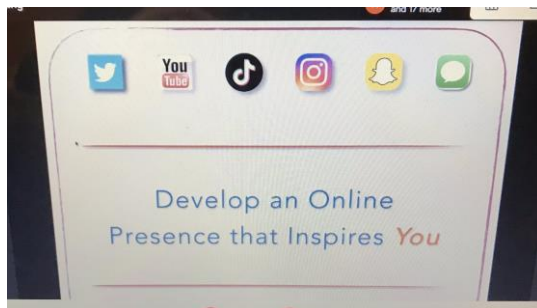 and 17 more
You
Tube
Develop an Online
Presence that Inspires You